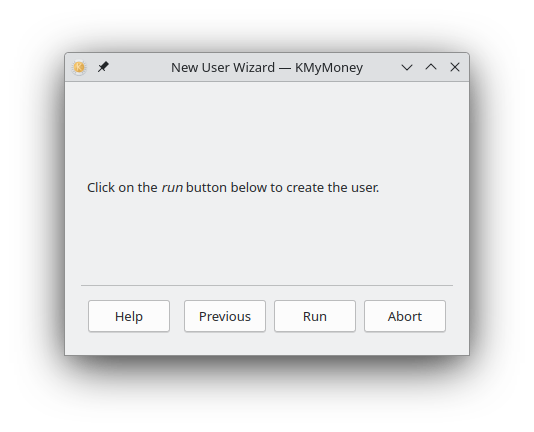 New User Wizard — KMyMoney
Click on the run button below to create the user.
Help Previous Run Abort